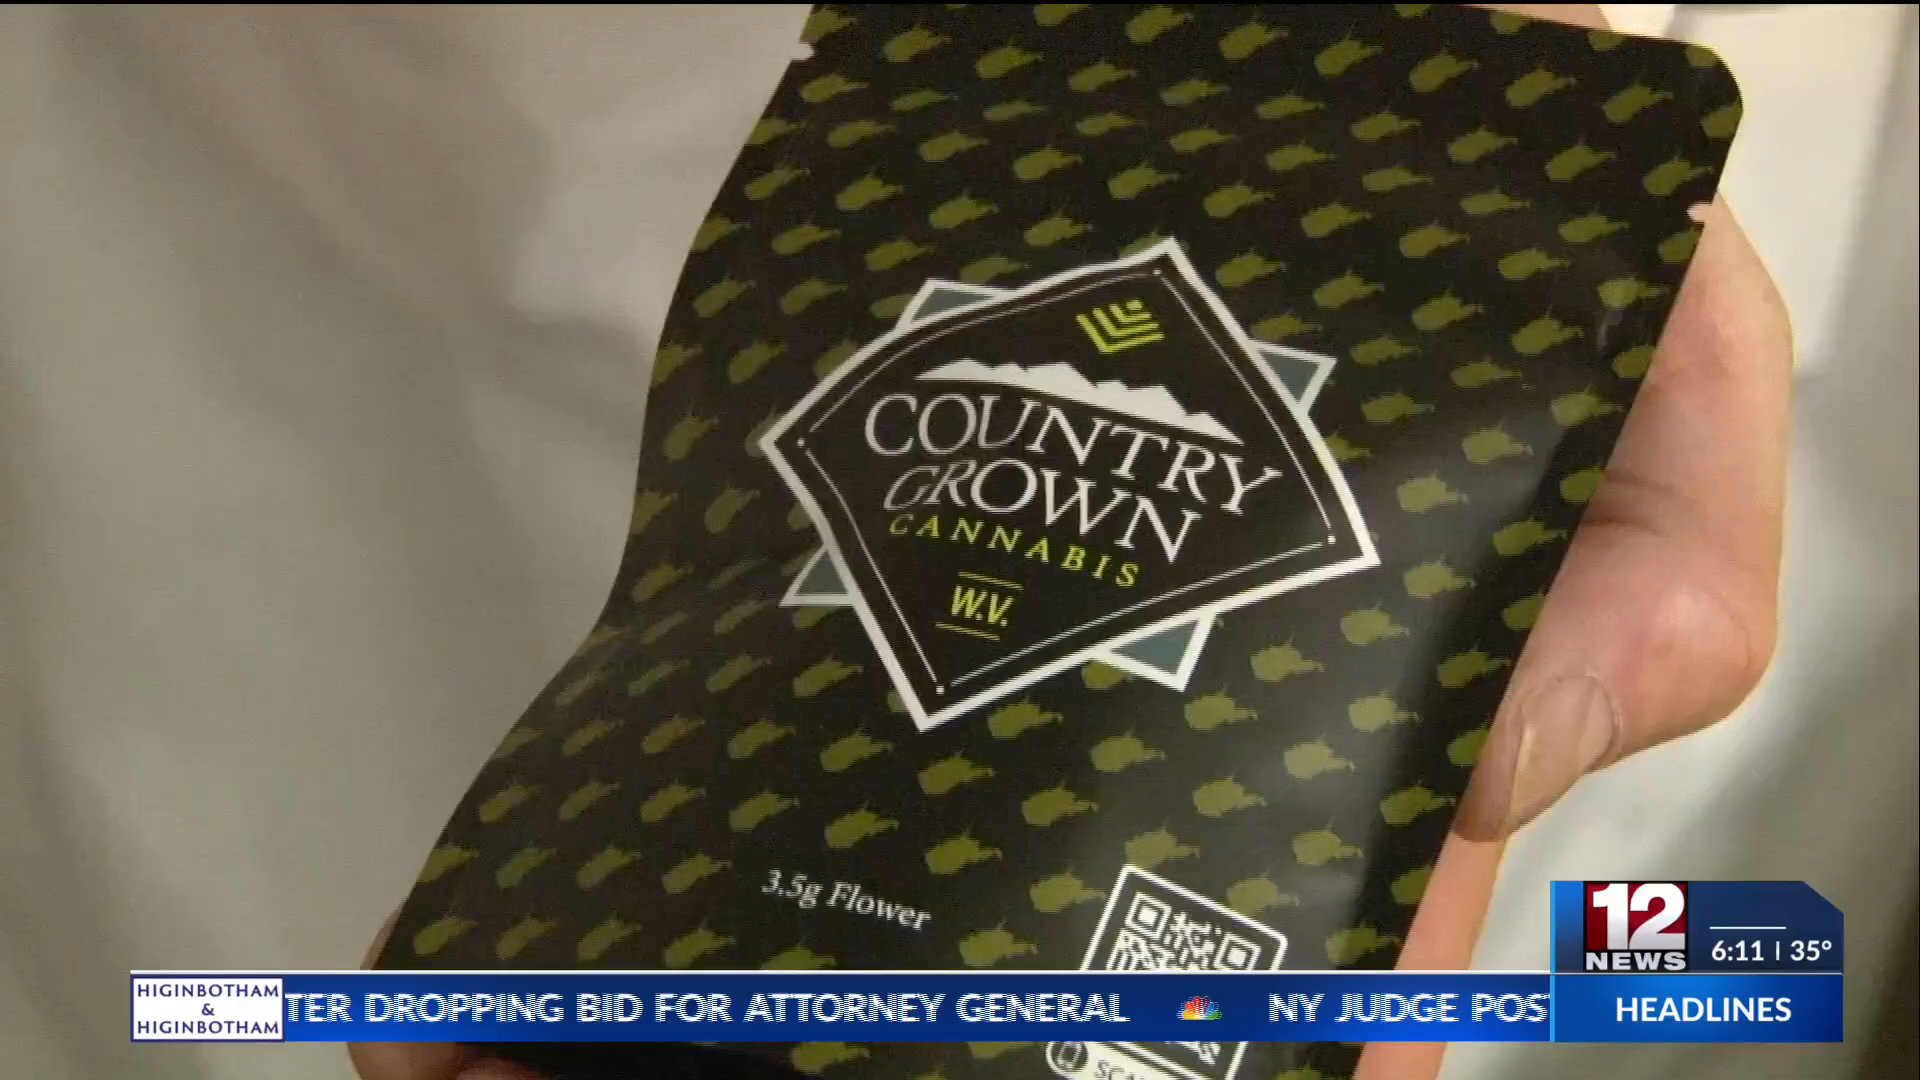 COUNTRY
GROWN
CANNABIS
W.V.
3.5g Flower
12
NEWS
6:11 | 35°
HIGINBOTHAM
&
HIGINBOTHAM
TER DROPPING BID FOR ATTORNEY GENERAL NY JUDGE POS
HEADLINES